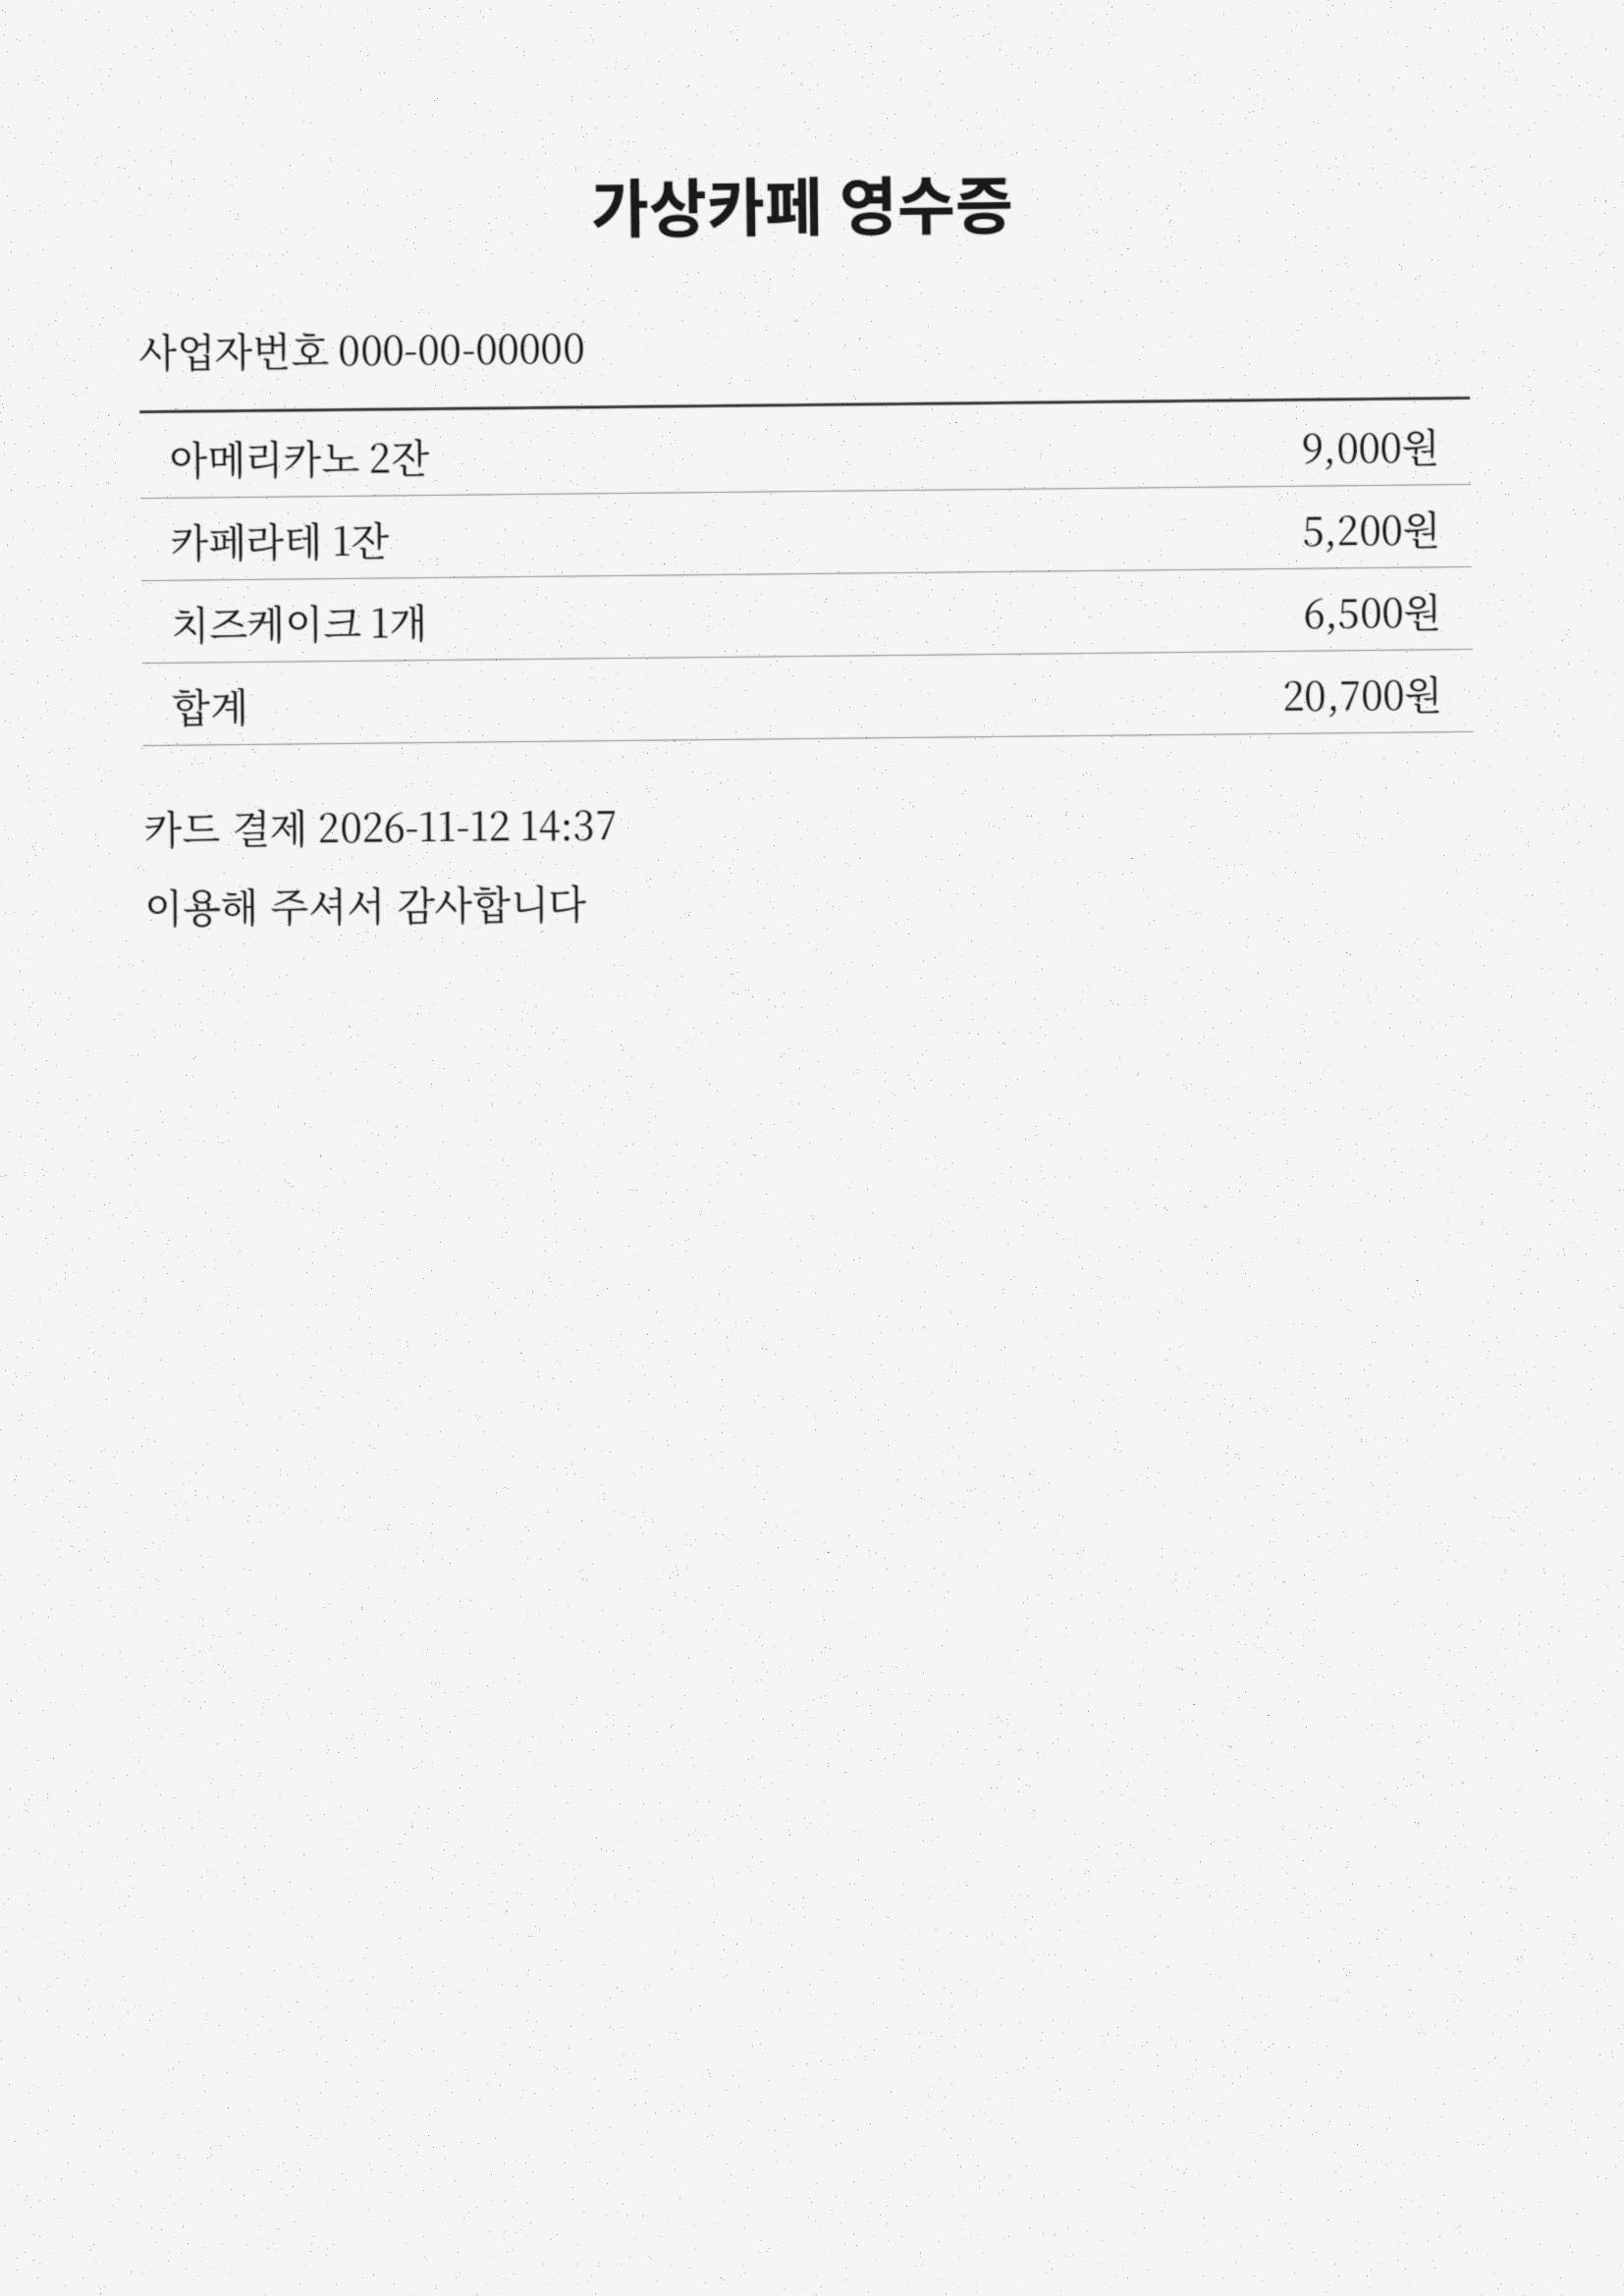 가상카페 영수증
사업자번호 000-00-00000
아메리카노 2잔 9,000원
카페라테 1잔 5,200원
치즈케이크 1개 6,500원
합계 20,700원
카드 결제 2026-11-12 14:37
이용해 주셔서 감사합니다